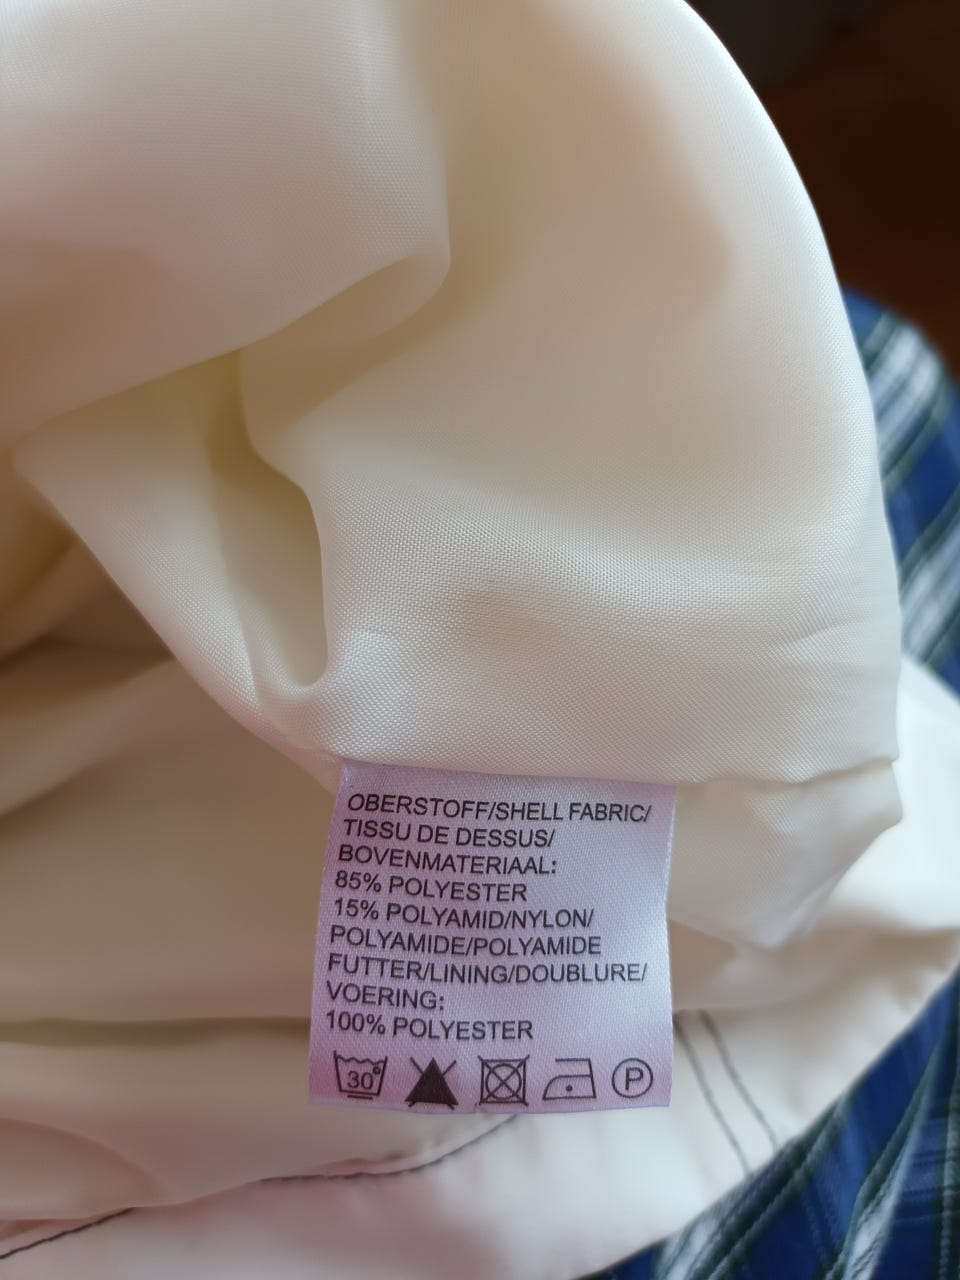 OBERSTOFF/SHELL FABRIC/
TISSU DE DESSUS/
BOVENMATERIAAL:
85% POLYESTER
15% POLYAMID/NYLON/
POLYAMIDE/POLYAMIDE
FUTTER/LINING/DOUBLURE/
VOERING:
100% POLYESTER
30° P